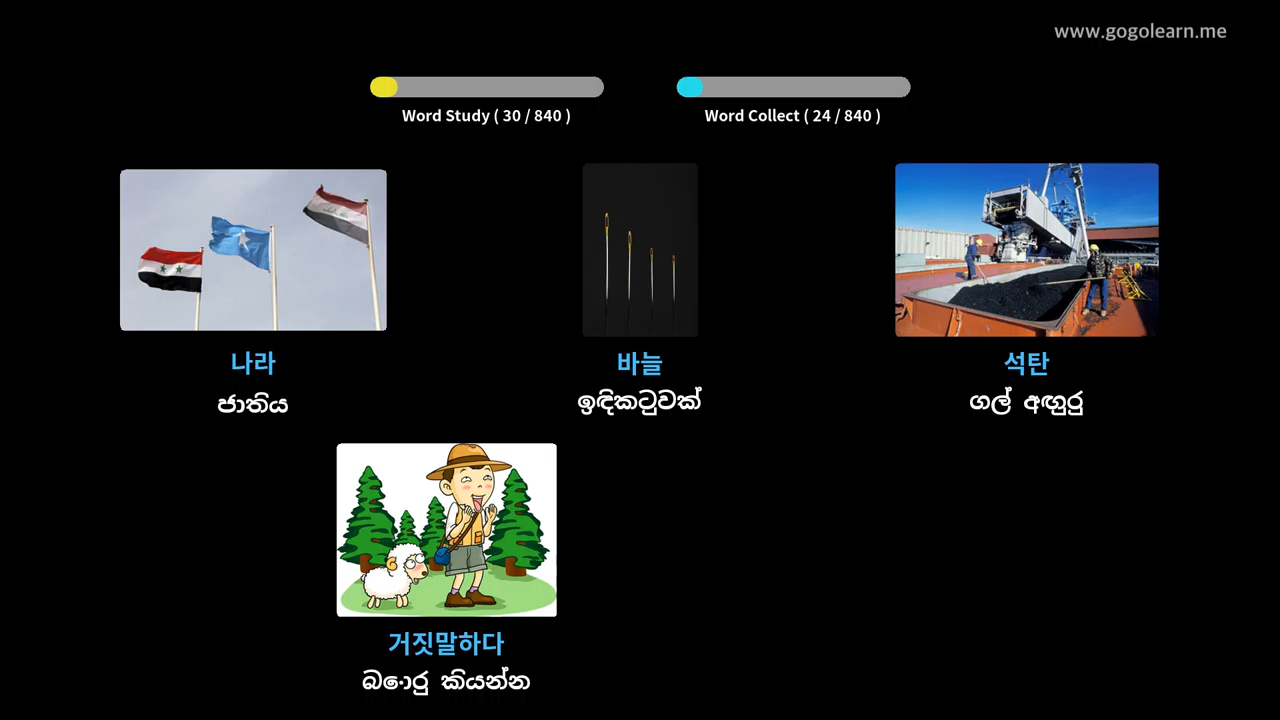 www.gogolearn.me
Word Study ( 30 / 840 )
Word Collect ( 24 / 840 )
나라
ජාතිය
바늘
ඉඳිකටුවක්
석탄
ගල් අඟුරු
거짓말하다
බොරු කියන්න